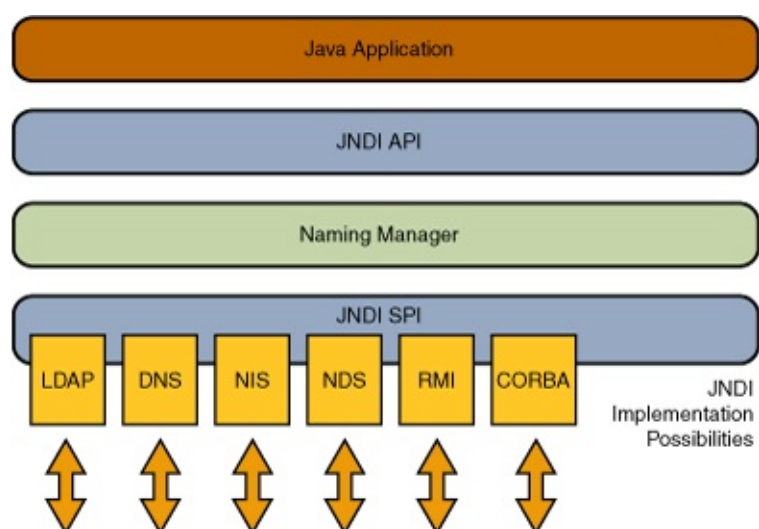 Java Application
JNDI API
Naming Manager
JNDI SPI
LDAP DNS NIS NDS RMI CORBA
JNDI
Implementation
Possibilities